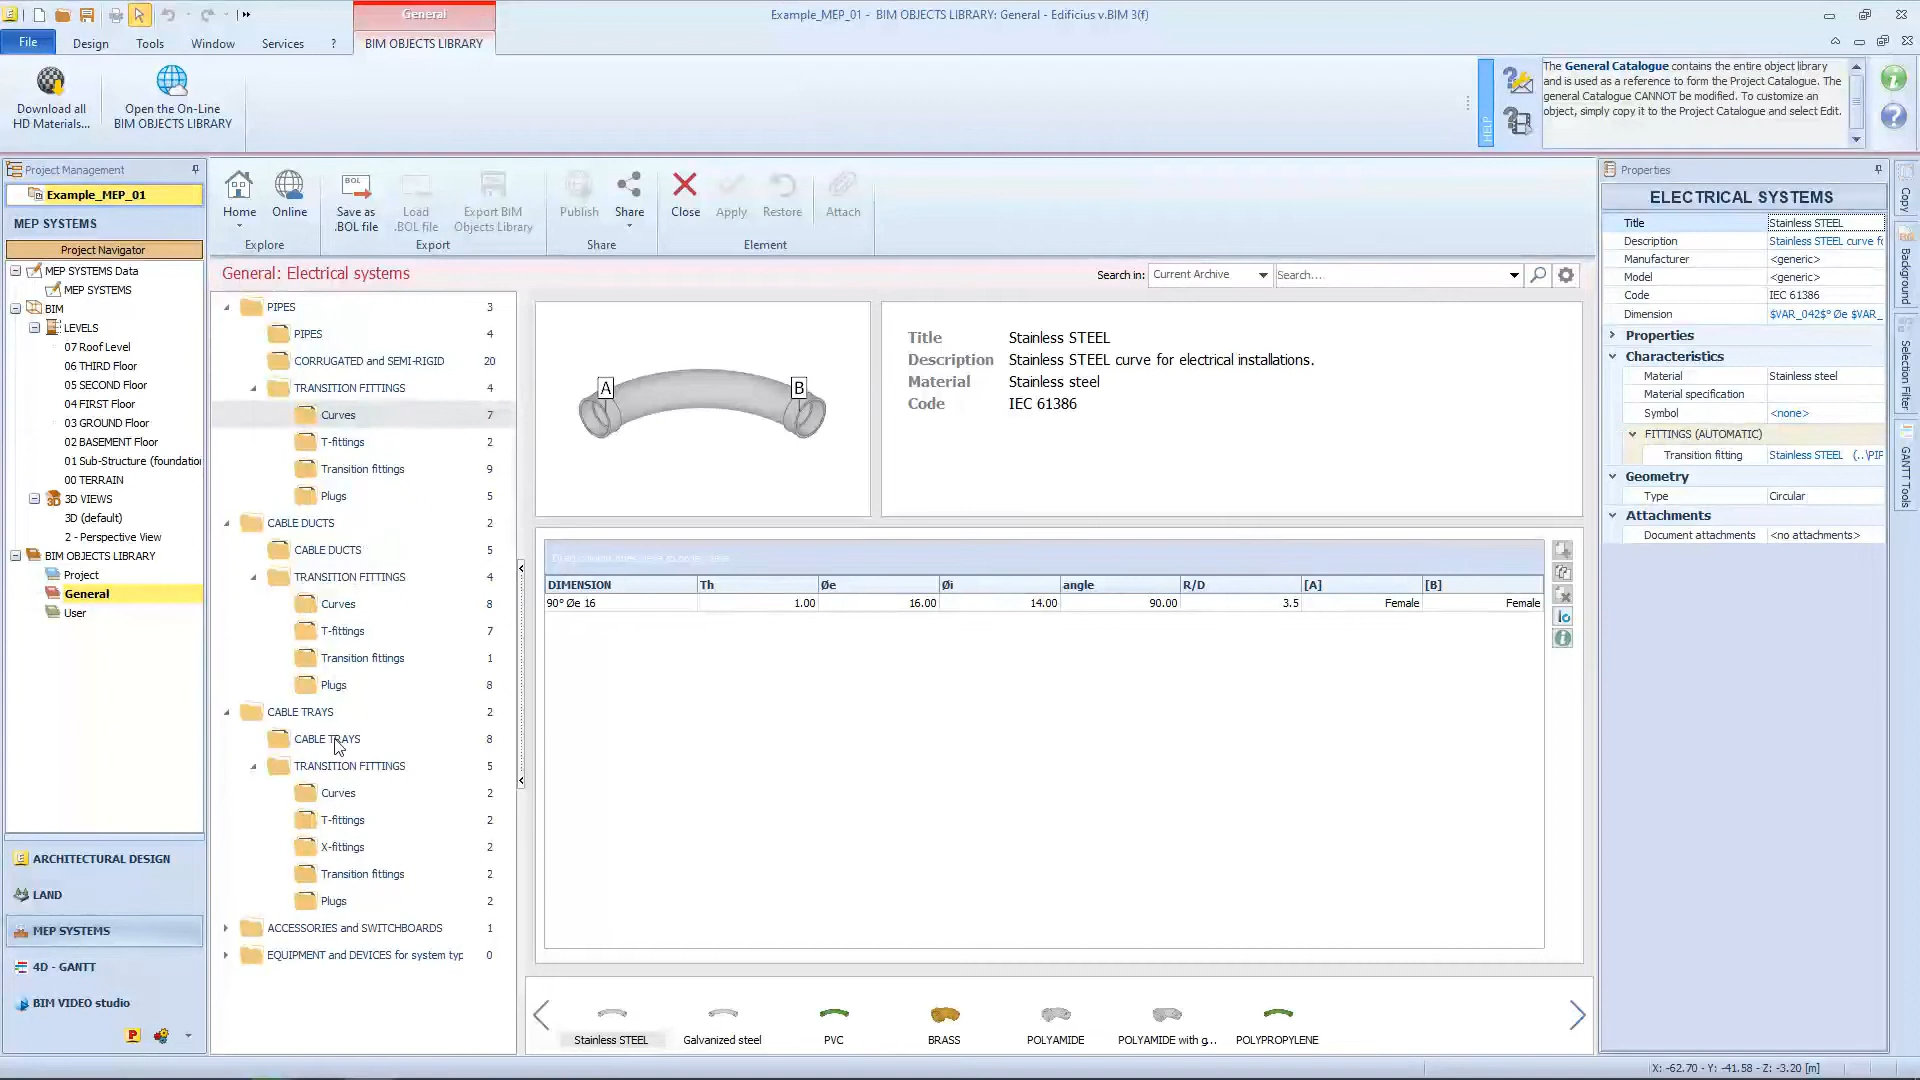 General
Example_MEP_01 - BIM OBJECTS LIBRARY: General - Edificius v.BIM 3(f)
File
Design
Tools
Window
Services
?
BIM OBJECTS LIBRARY
Download all
HD Materials...
Open the On-Line
BIM OBJECTS LIBRARY
HELP
The General Catalogue contains the entire object library
and is used as a reference to form the Project Catalogue. The
general Catalogue CANNOT be modified. To customize an
object, simply copy it to the Project Catalogue and select Edit.
Project Management
Example_MEP_01
MEP SYSTEMS
Project Navigator
MEP SYSTEMS Data
MEP SYSTEMS
BIM
LEVELS
07 Roof Level
06 THIRD Floor
05 SECOND Floor
04 FIRST Floor
03 GROUND Floor
02 BASEMENT Floor
01 Sub-Structure (foundatio
00 TERRAIN
3D VIEWS
3D (default)
2 - Perspective View
BIM OBJECTS LIBRARY
Project
General
User
ARCHITECTURAL DESIGN
LAND
MEP SYSTEMS
4D - GANTT
BIM VIDEO studio
Home
Online
Explore
BOL
Save as
.BOL file
Load
.BOL file
Export BIM
Objects Library
Export
Publish
Share
Share
Close
Apply
Restore
Element
Attach
General: Electrical systems
Search in:
Current Archive
Search...
PIPES 3
PIPES 4
CORRUGATED and SEMI-RIGID 20
TRANSITION FITTINGS 4
Curves 7
T-fittings 2
Transition fittings 9
Plugs 5
CABLE DUCTS 2
CABLE DUCTS 5
TRANSITION FITTINGS 4
Curves 8
T-fittings 7
Transition fittings 1
Plugs 8
CABLE TRAYS 2
CABLE TRAYS 8
TRANSITION FITTINGS 5
Curves 2
T-fittings 2
X-fittings 2
Transition fittings 2
Plugs 2
ACCESSORIES and SWITCHBOARDS 1
EQUIPMENT and DEVICES for system typ 0
A
B
Title Stainless STEEL
Description Stainless STEEL curve for electrical installations.
Material Stainless steel
Code IEC 61386
DIMENSION Th Øe Øi angle R/D [A] [B]
90° Øe 16 1.00 16.00 14.00 90.00 3.5 Female Female
Stainless STEEL
Galvanized steel
PVC
BRASS
POLYAMIDE
POLYAMIDE with g...
POLYPROPYLENE
Properties
ELECTRICAL SYSTEMS
Title Stainless STEEL
Description Stainless STEEL curve fo
Manufacturer <generic>
Model <generic>
Code IEC 61386
Dimension $VAR_042$° Øe $VAR_
Properties
Characteristics
Material Stainless steel
Material specification
Symbol <none>
FITTINGS (AUTOMATIC)
Transition fitting Stainless STEEL (..\PIF
Geometry
Type Circular
Attachments
Document attachments <no attachments>
Copy
Background
Selection Filter
GANTT Tools
X: -62.70 - Y: -41.58 - Z: -3.20 [m]